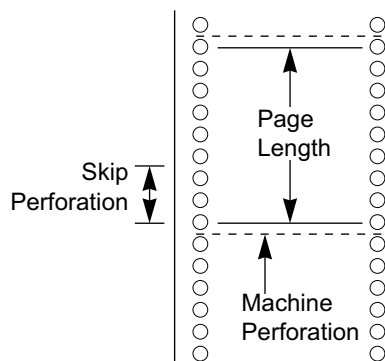 Page
Length
Skip
Perforation
Machine
Perforation